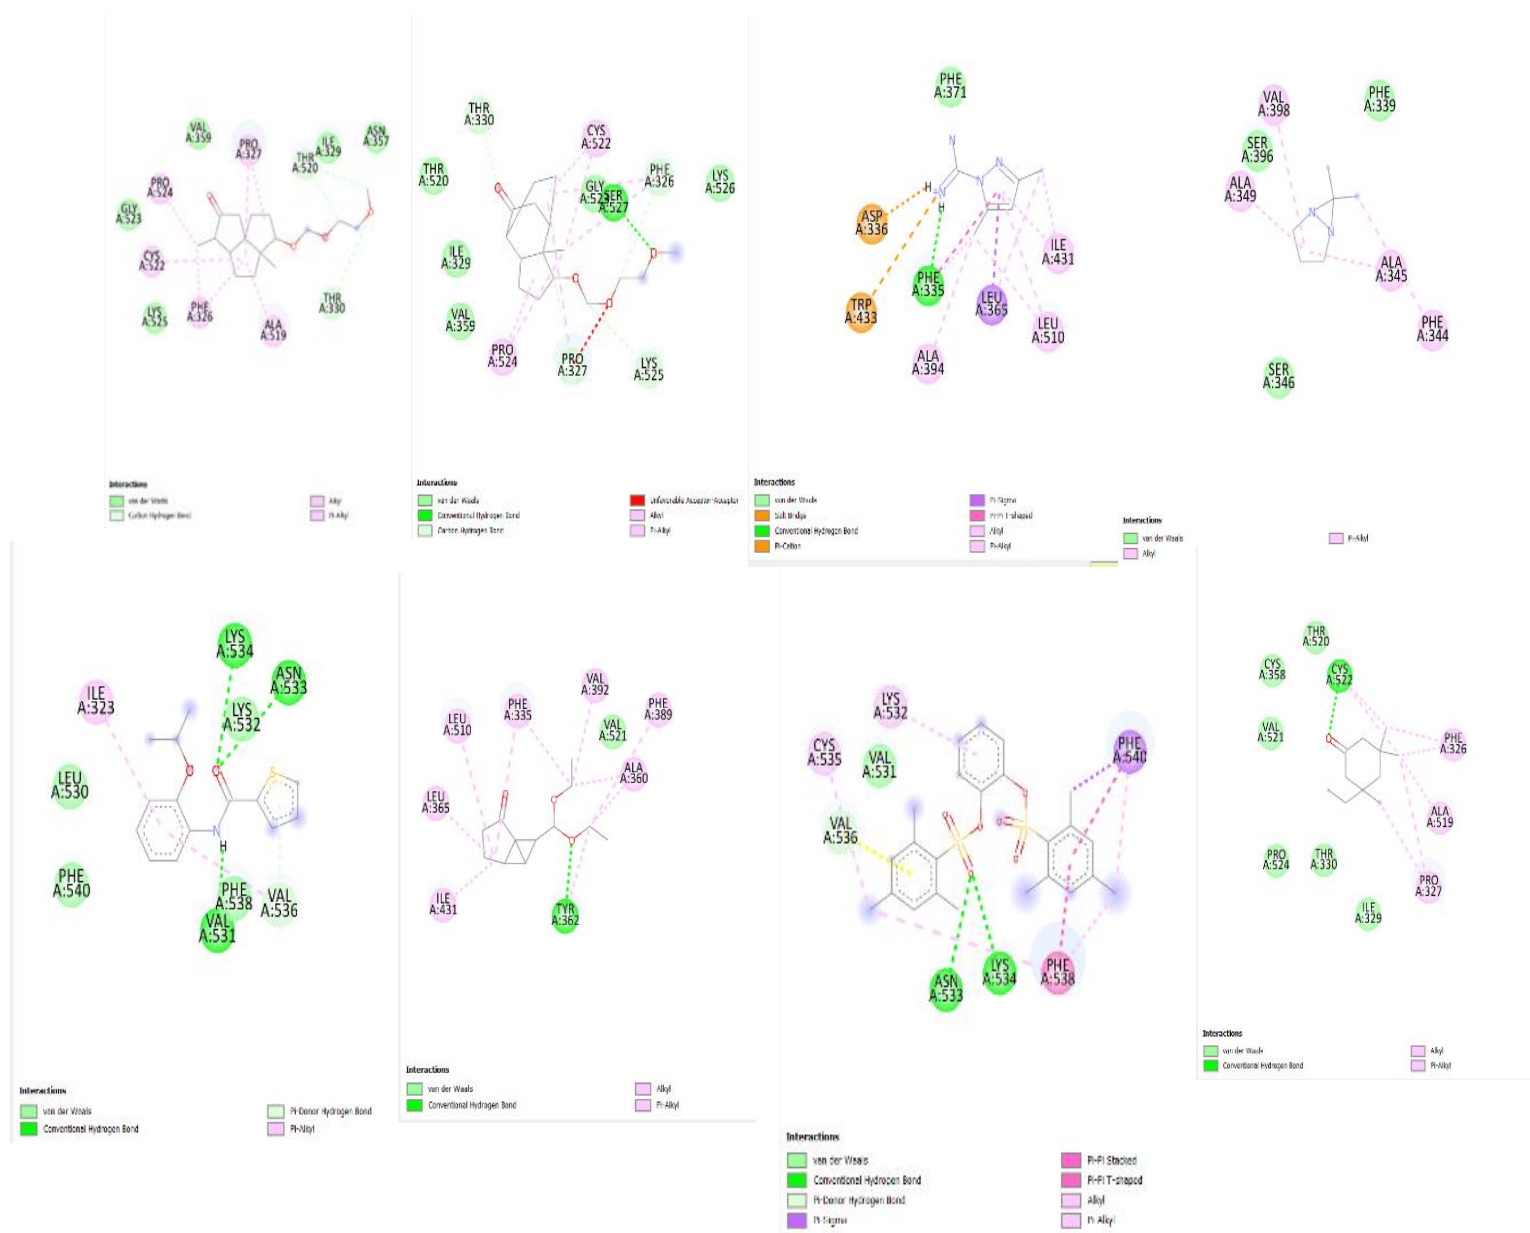 VAL
A:359
PRO
A:327
THR
A:520
ILE
A:329
ASN
A:357
PRO
A:524
GLY
A:523
CYS
A:522
LYS
A:525
PHE
A:326
ALA
A:519
THR
A:330
Interactions
van der Waals
Carbon Hydrogen Bond
Alkyl
Pi-Alkyl
THR
A:330
CYS
A:522
THR
A:520
GLY
A:523
SER
A:527
PHE
A:326
LYS
A:526
ILE
A:329
VAL
A:359
PRO
A:524
PRO
A:327
LYS
A:525
Interactions
van der Waals
Conventional Hydrogen Bond
Carbon Hydrogen Bond
Unfavorable Acceptor-Acceptor
Alkyl
Pi-Alkyl
PHE
A:371
N
N
N
N
H
H
ASP
A:336
TRP
A:433
PHE
A:335
LEU
A:365
ILE
A:431
LEU
A:510
ALA
A:394
Interactions
van der Waals
Salt Bridge
Conventional Hydrogen Bond
Pi-Cation
Pi-Sigma
Pi-Pi T-shaped
Alkyl
Pi-Alkyl
VAL
A:398
PHE
A:339
SER
A:396
ALA
A:349
N
N
ALA
A:345
PHE
A:344
SER
A:346
Interactions
van der Waals
Alkyl
Pi-Alkyl
LYS
A:534
ASN
A:533
ILE
A:323
LYS
A:532
LEU
A:530
S
N
H
PHE
A:540
PHE
A:538
VAL
A:531
VAL
A:536
Interactions
van der Waals
Conventional Hydrogen Bond
Pi-Donor Hydrogen Bond
Pi-Alkyl
VAL
A:392
PHE
A:335
LEU
A:510
PHE
A:389
VAL
A:521
ALA
A:360
LEU
A:365
ILE
A:431
TYR
A:362
Interactions
van der Waals
Conventional Hydrogen Bond
Alkyl
Pi-Alkyl
LYS
A:532
CYS
A:535
VAL
A:531
PHE
A:540
VAL
A:536
ASN
A:533
LYS
A:534
PHE
A:538
Interactions
van der Waals
Conventional Hydrogen Bond
Pi-Donor Hydrogen Bond
Pi-Sigma
Pi-Pi Stacked
Pi-Pi T-shaped
Alkyl
Pi-Alkyl
THR
A:520
CYS
A:358
CYS
A:522
VAL
A:521
PHE
A:326
ALA
A:519
PRO
A:524
THR
A:330
PRO
A:327
ILE
A:329
Interactions
van der Waals
Conventional Hydrogen Bond
Alkyl
Pi-Alkyl